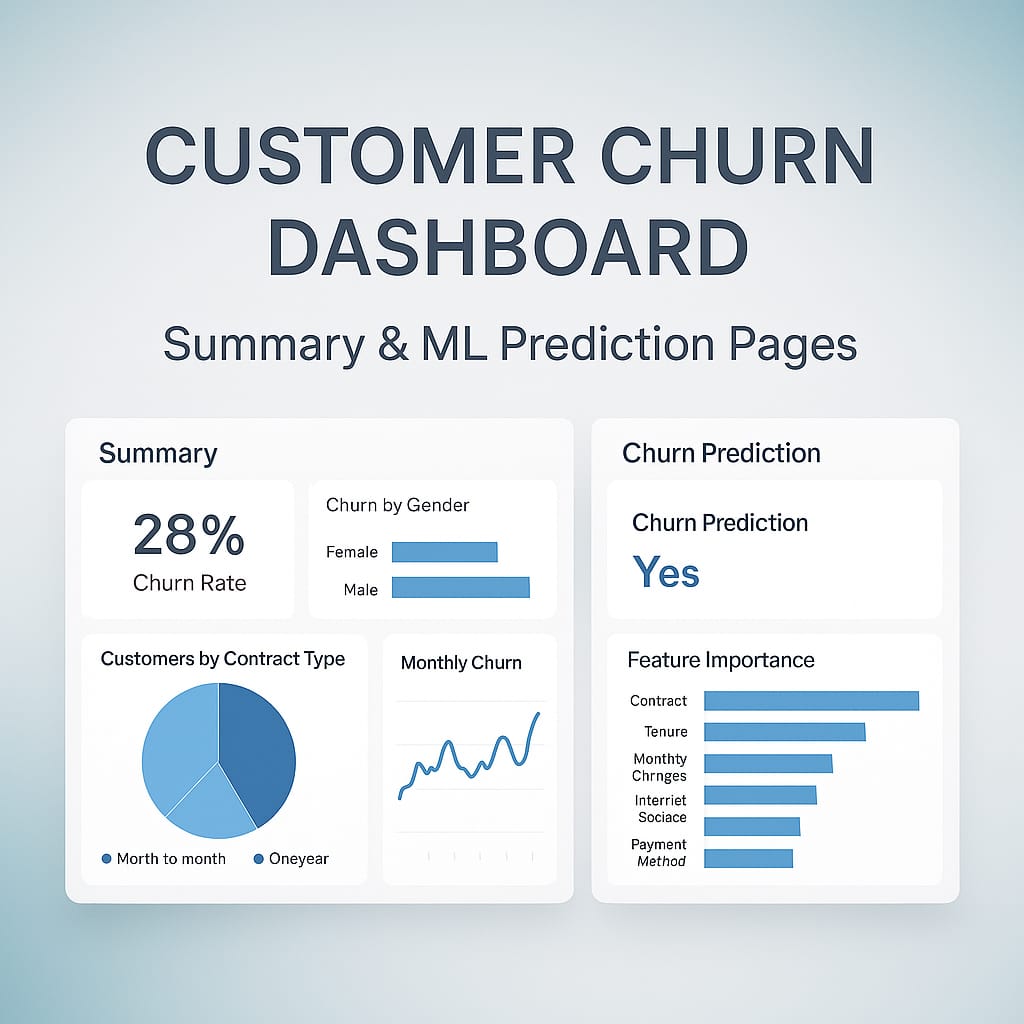 CUSTOMER CHURN
DASHBOARD
Summary & ML Prediction Pages
Summary
28%
Churn Rate
Churn by Gender
Female
Male
Customers by Contract Type
Morth to month
Oneyear
Monthly Churn
Churn Prediction
Churn Prediction
Yes
Feature Importance
Contract
Tenure
Monthty
Chrnges
Interriet
Sociace
Payment
Method